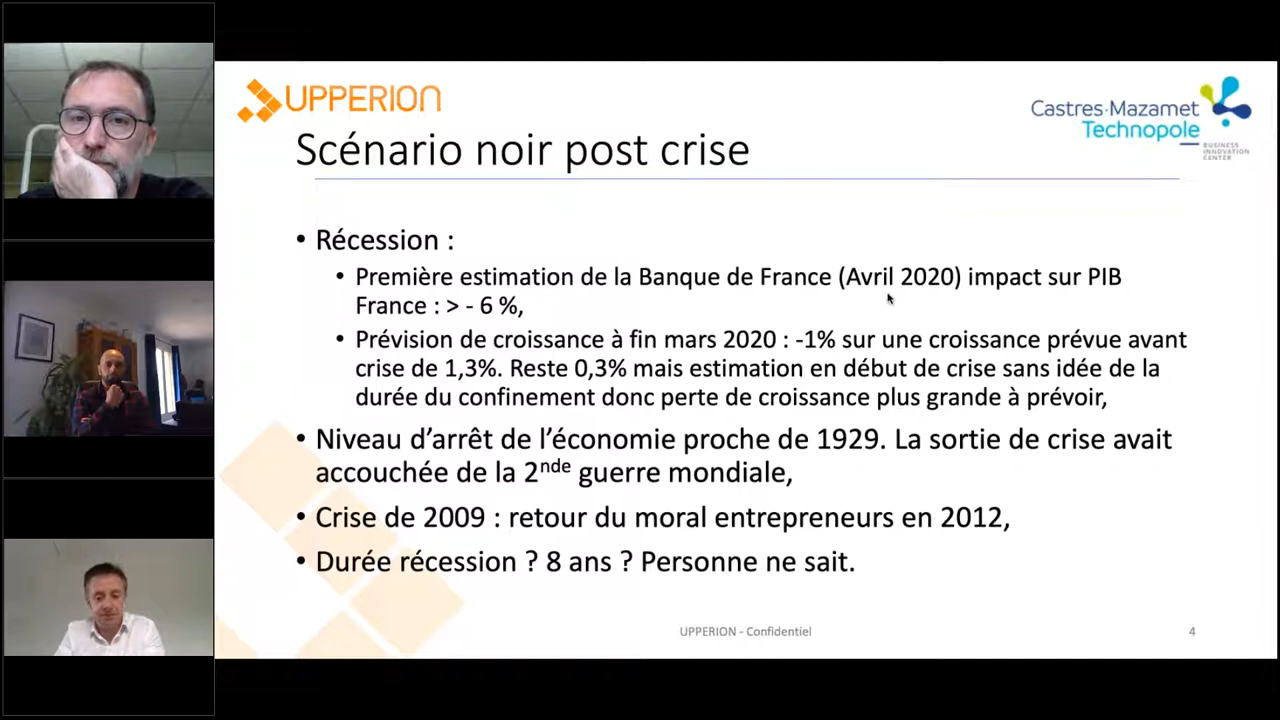 UPPERION
Castres·Mazamet
Technopole
BUSINESS
INNOVATION
CENTER
Scénario noir post crise
• Récession :
• Première estimation de la Banque de France (Avril 2020) impact sur PIB
France : > - 6 %,
• Prévision de croissance à fin mars 2020 : -1% sur une croissance prévue avant
crise de 1,3%. Reste 0,3% mais estimation en début de crise sans idée de la
durée du confinement donc perte de croissance plus grande à prévoir,
• Niveau d’arrêt de l’économie proche de 1929. La sortie de crise avait
accouchée de la 2nde guerre mondiale,
• Crise de 2009 : retour du moral entrepreneurs en 2012,
• Durée récession ? 8 ans ? Personne ne sait.
UPPERION - Confidentiel
4